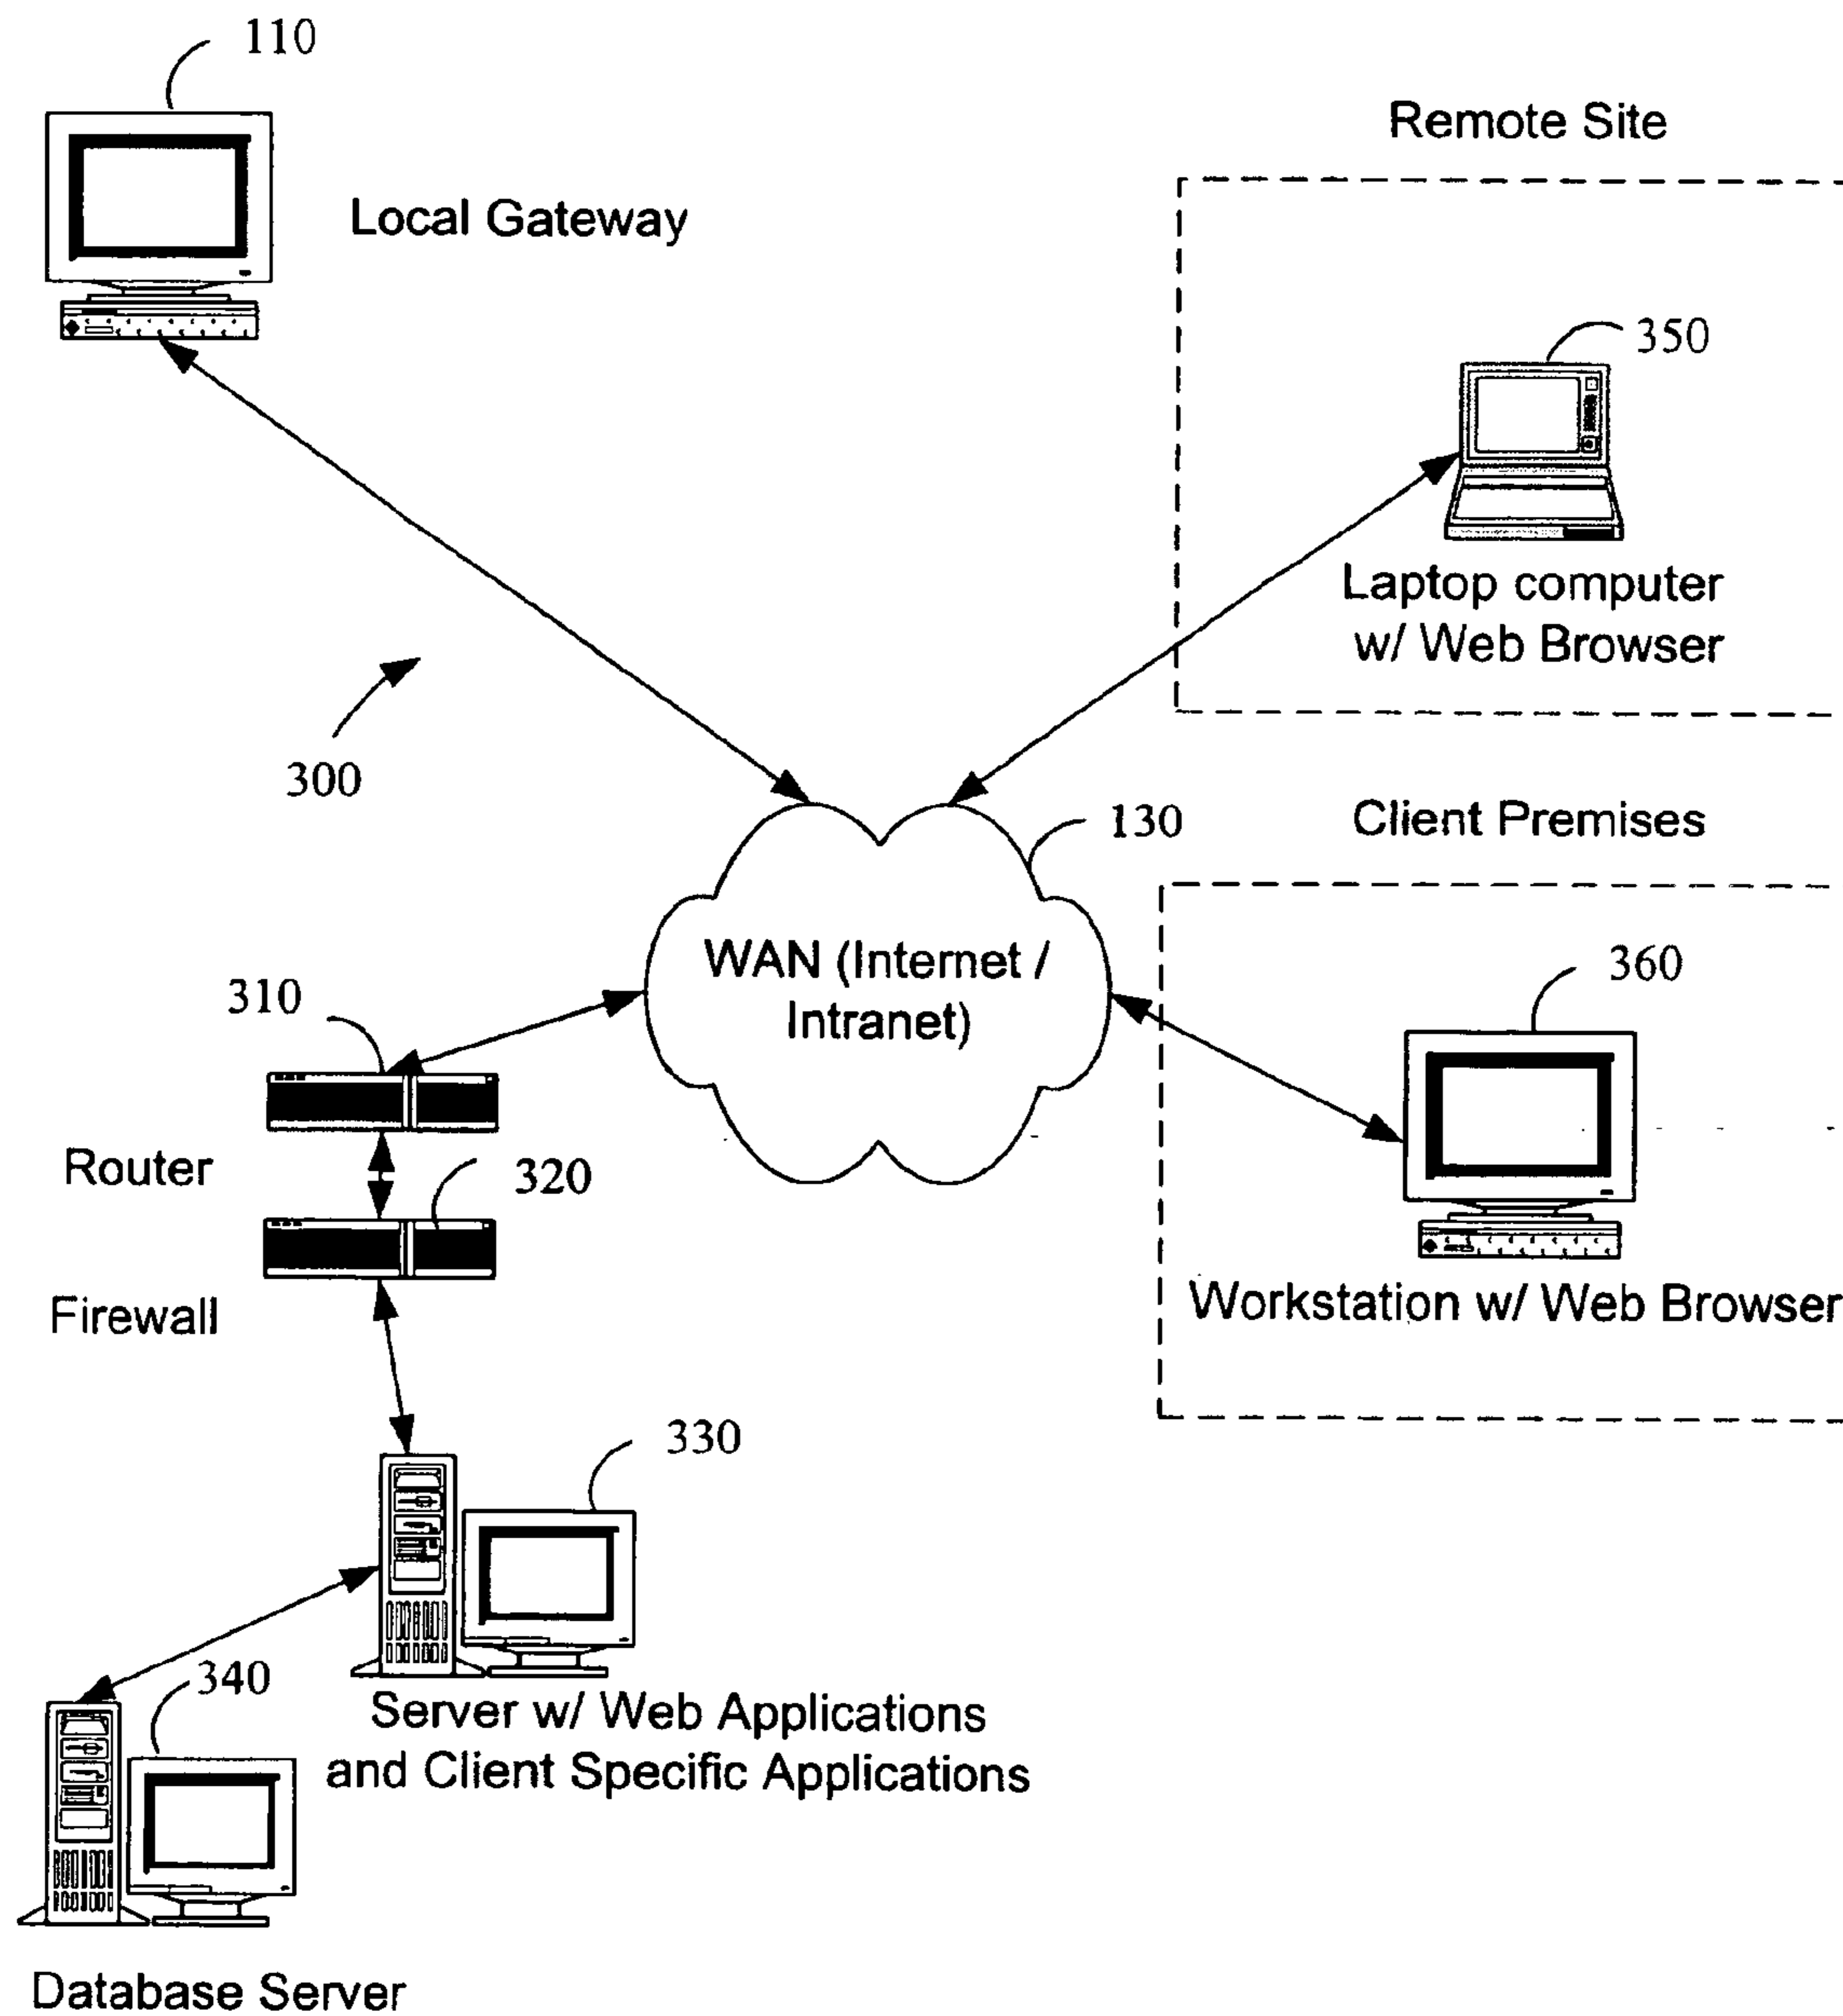 110
Remote Site
Local Gateway
350
Laptop computer
w/ Web Browser
300
130
Client Premises
WAN (Internet /
Intranet)
360
310
Router
320
Firewall
Workstation w/ Web Browser
330
340
Server w/ Web Applications
and Client Specific Applications
Database Server